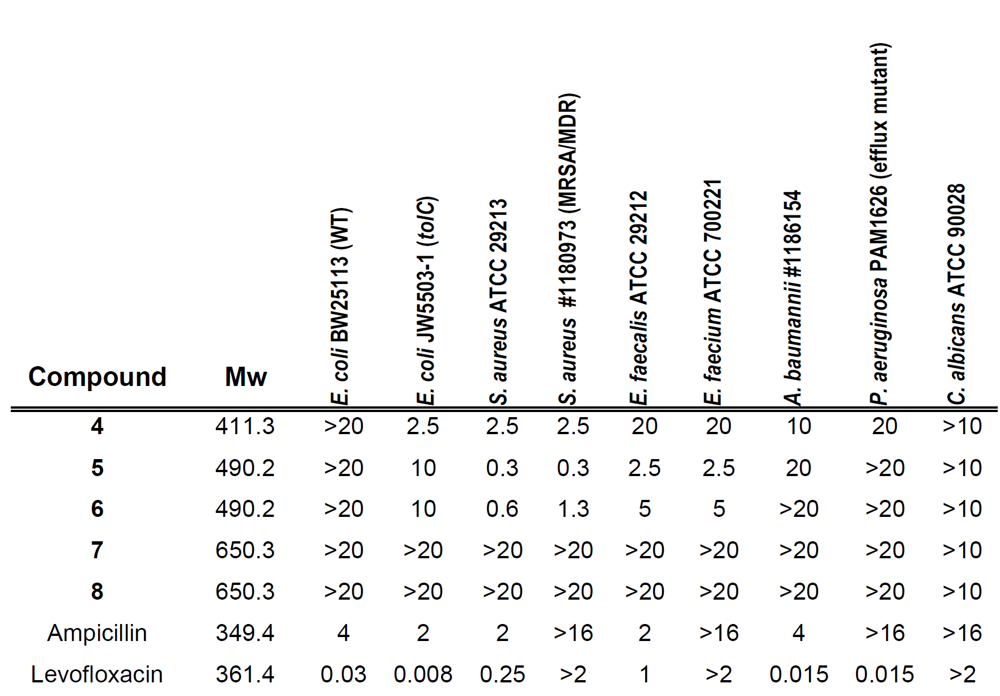 Compound Mw E. coli BW25113 (WT) E. coli JW5503-1 (tolC) S. aureus ATCC 29213 S. aureus #1180973 (MRSA/MDR) E. faecalis ATCC 29212 E. faecium ATCC 700221 A. baumannii #1186154 P. aeruginosa PAM1626 (efflux mutant) C. albicans ATCC 90028
4 411.3 >20 2.5 2.5 2.5 20 20 10 20 >10
5 490.2 >20 10 0.3 0.3 2.5 2.5 20 >20 >10
6 490.2 >20 10 0.6 1.3 5 5 >20 >20 >10
7 650.3 >20 >20 >20 >20 >20 >20 >20 >20 >10
8 650.3 >20 >20 >20 >20 >20 >20 >20 >20 >10
Ampicillin 349.4 4 2 2 >16 2 >16 4 >16 >16
Levofloxacin 361.4 0.03 0.008 0.25 >2 1 >2 0.015 0.015 >2